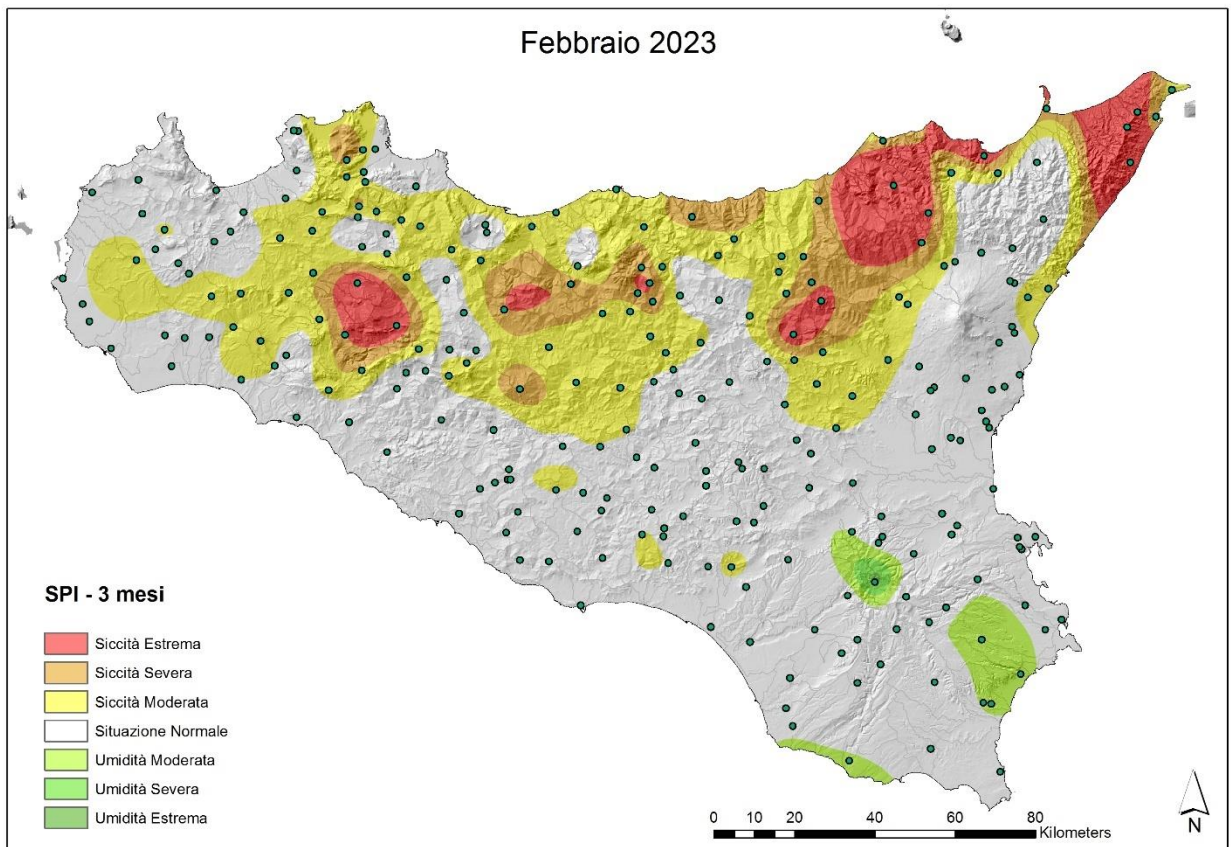 Febbraio 2023
SPI - 3 mesi
Siccità Estrema
Siccità Severa
Siccità Moderata
Situazione Normale
Umidità Moderata
Umidità Severa
Umidità Estrema
0 10 20 40 60 80
Kilometers
N